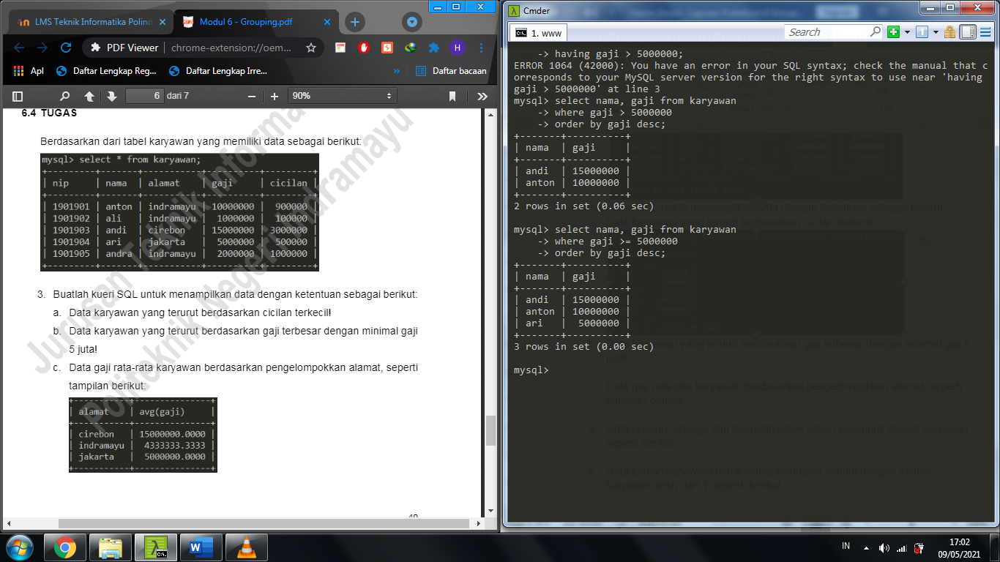 LMS Teknik Informatika Polind
Modul 6 - Grouping.pdf
PDF Viewer
chrome-extension://oem...
H
Apl
Daftar Lengkap Reg...
Daftar Lengkap Irre...
»
Daftar bacaan
6 dari 7
90%
6.4 TUGAS
Berdasarkan dari tabel karyawan yang memiliki data sebagai berikut:
mysql> select * from karyawan;
+---------+-------+-----------+----------+---------+
| nip | nama | alamat | gaji | cicilan |
+---------+-------+-----------+----------+---------+
| 1901901 | anton | indramayu | 10000000 | 900000 |
| 1901902 | ali | indramayu | 1000000 | 100000 |
| 1901903 | andi | cirebon | 15000000 | 3000000 |
| 1901904 | ari | jakarta | 5000000 | 500000 |
| 1901905 | andra | indramayu | 2000000 | 1000000 |
+---------+-------+-----------+----------+---------+
3. Buatlah kueri SQL untuk menampilkan data dengan ketentuan sebagai berikut:
a. Data karyawan yang terurut berdasarkan cicilan terkecil!
b. Data karyawan yang terurut berdasarkan gaji terbesar dengan minimal gaji
5 juta!
c. Data gaji rata-rata karyawan berdasarkan pengelompokkan alamat, seperti
tampilan berikut:
+-----------+---------------+
| alamat | avg(gaji) |
+-----------+---------------+
| cirebon | 15000000.0000 |
| indramayu | 4333333.3333 |
| jakarta | 5000000.0000 |
+-----------+---------------+
Jurusan Teknik Informa
Politeknik Negeri Indramayu
Cmder
1. www
Search
-> having gaji > 5000000;
ERROR 1064 (42000): You have an error in your SQL syntax; check the manual that c
orresponds to your MySQL server version for the right syntax to use near 'having
gaji > 5000000' at line 3
mysql> select nama, gaji from karyawan
-> where gaji > 5000000
-> order by gaji desc;
+-------+----------+
| nama | gaji |
+-------+----------+
| andi | 15000000 |
| anton | 10000000 |
+-------+----------+
2 rows in set (0.06 sec)
mysql> select nama, gaji from karyawan
-> where gaji >= 5000000
-> order by gaji desc;
+-------+----------+
| nama | gaji |
+-------+----------+
| andi | 15000000 |
| anton | 10000000 |
| ari | 5000000 |
+-------+----------+
3 rows in set (0.00 sec)
mysql>
IN
17:02
09/05/2021